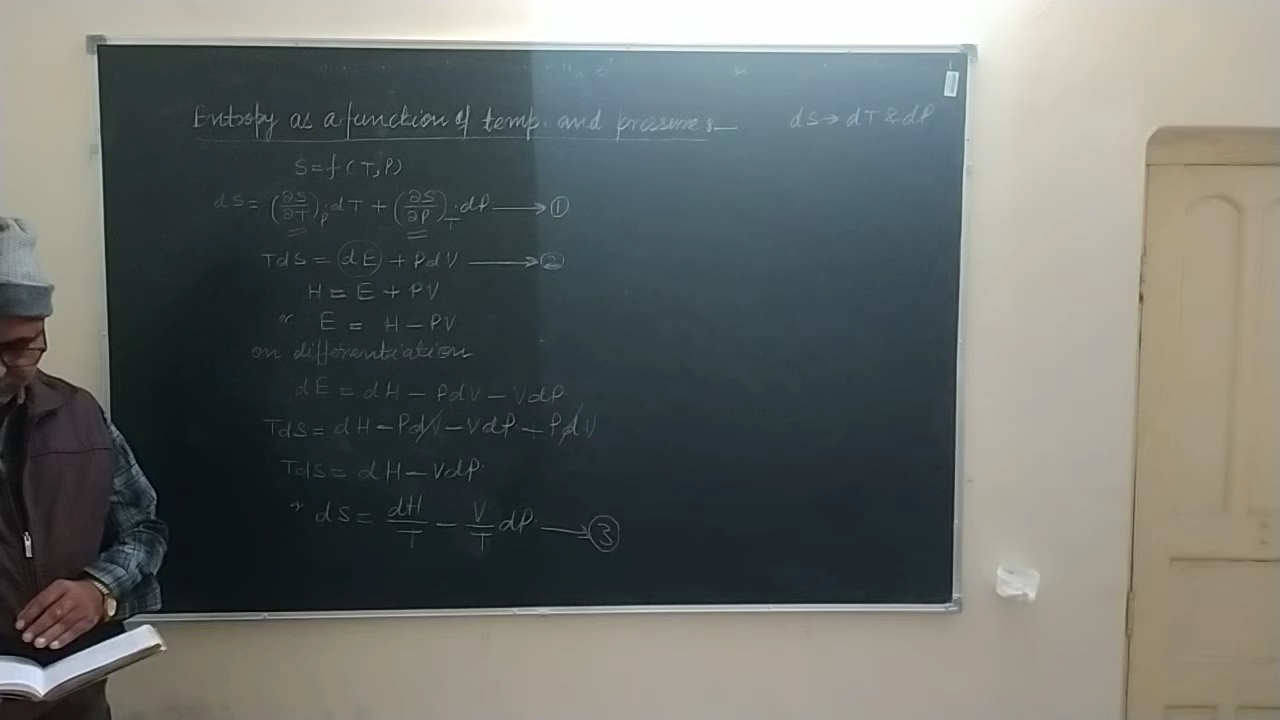 Entropy as a function of temp. and pressure :—
dS → dT & dP
S = f (T, P)
dS = (∂S/∂T)_P . dT + (∂S/∂P)_T . dP ⟶ ①
TdS = dE + PdV ⟶ ②
H = E + PV
or E = H – PV
on differentiation
dE = dH – PdV – VdP
TdS = dH – PdV – VdP + PdV
TdS = dH – VdP
or dS = dH/T – V/T dP ⟶ ③